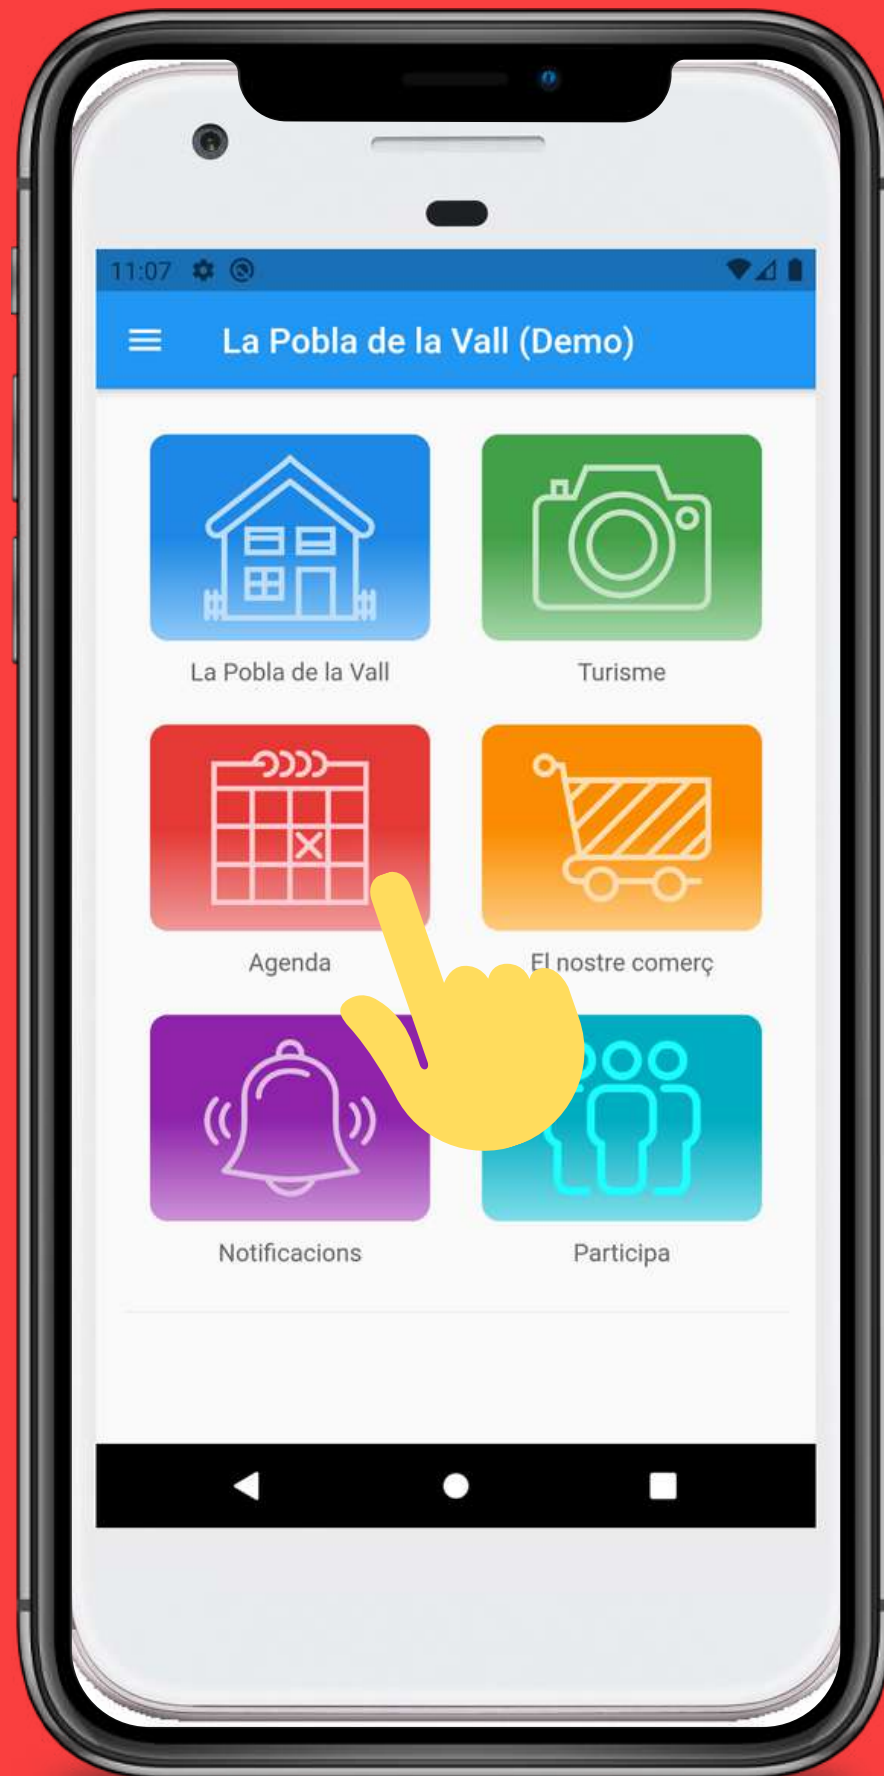 11:07
La Pobla de la Vall (Demo)
La Pobla de la Vall
Turisme
Agenda
El nostre comerç
Notificacions
Participa